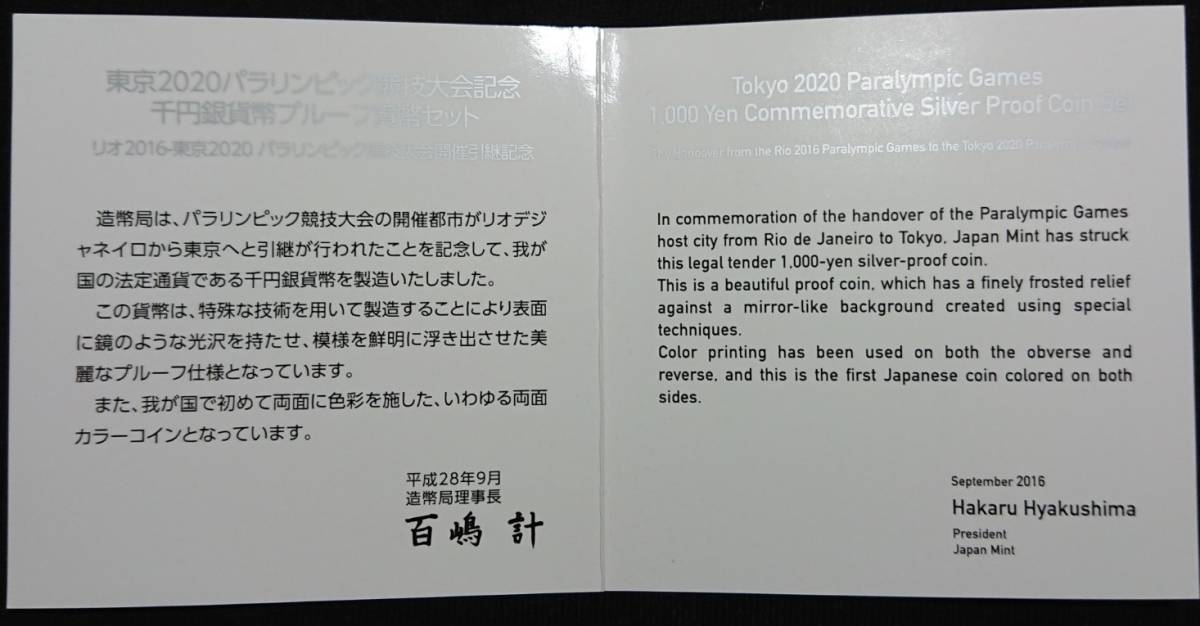 東京2020パラリンピック競技大会記念
千円銀貨幣プルーフ貨幣セット
リオ2016-東京2020 パラリンピック競技大会開催引継記念
造幣局は、パラリンピック競技大会の開催都市がリオデジ
ャネイロから東京へと引継が行われたことを記念して、我が
国の法定通貨である千円銀貨幣を製造いたしました。
この貨幣は、特殊な技術を用いて製造することにより表面
に鏡のような光沢を持たせ、模様を鮮明に浮き出させた美
麗なプルーフ仕様となっています。
また、我が国で初めて両面に色彩を施した、いわゆる両面
カラーコインとなっています。
平成28年9月
造幣局理事長
百嶋 計
Tokyo 2020 Paralympic Games
1,000 Yen Commemorative Silver Proof Coin Set
The Handover from the Rio 2016 Paralympic Games to the Tokyo 2020 Paralympic
In commemoration of the handover of the Paralympic Games
host city from Rio de Janeiro to Tokyo, Japan Mint has struck
this legal tender 1,000-yen silver-proof coin.
This is a beautiful proof coin, which has a finely frosted relief
against a mirror-like background created using special
techniques.
Color printing has been used on both the obverse and
reverse, and this is the first Japanese coin colored on both
sides.
September 2016
Hakaru Hyakushima
President
Japan Mint